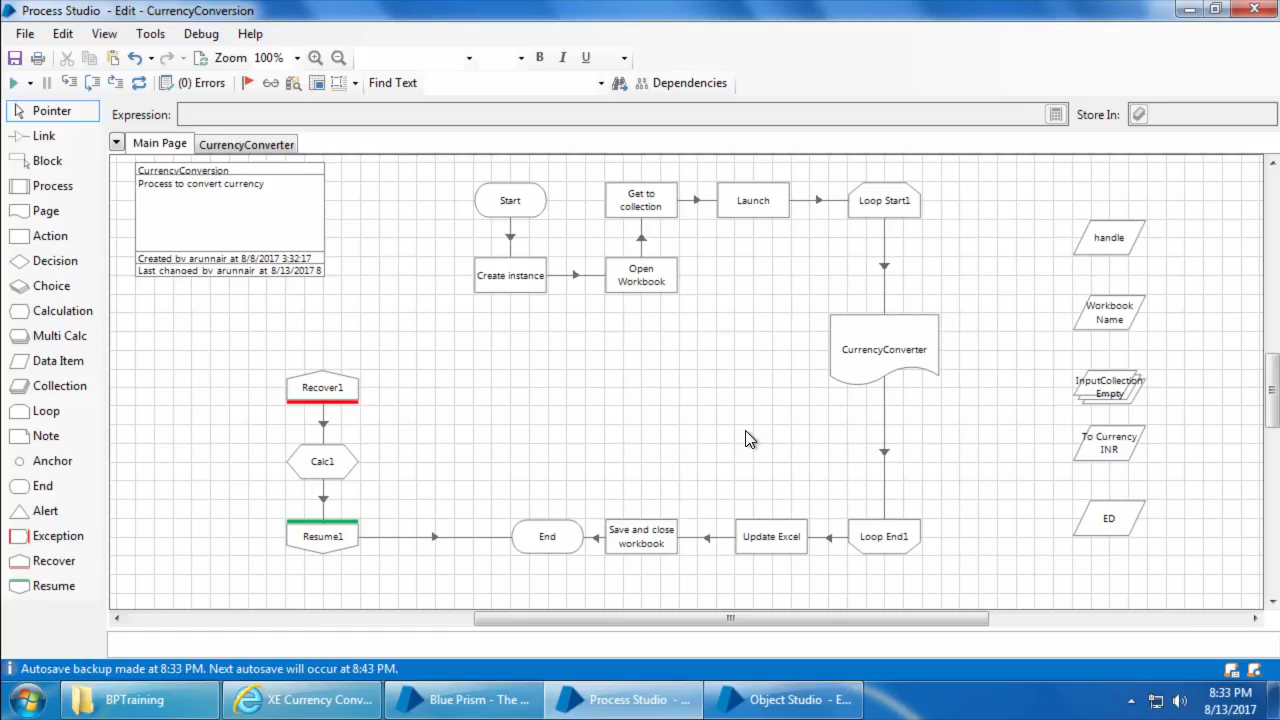 Process Studio - Edit - CurrencyConversion
File Edit View Tools Debug Help
Zoom 100% B I U
(0) Errors Find Text Dependencies
Pointer
Link
Block
Process
Page
Action
Decision
Choice
Calculation
Multi Calc
Data Item
Collection
Loop
Note
Anchor
End
Alert
Exception
Recover
Resume
Expression: Store In:
Main Page CurrencyConverter
CurrencyConversion
Process to convert currency
Created by arunnair at 8/8/2017 3:32:17
Last changed by arunnair at 8/13/2017 8
Start
Get to
collection
Launch
Loop Start1
Create instance
Open
Workbook
CurrencyConverter
handle
Workbook
Name
InputCollection
Empty
To Currency
INR
ED
Recover1
Calc1
Resume1
End
Save and close
workbook
Update Excel
Loop End1
Autosave backup made at 8:33 PM. Next autosave will occur at 8:43 PM.
BPTraining
XE Currency Conv...
Blue Prism - The ...
Process Studio - ...
Object Studio - E...
8:33 PM
8/13/2017